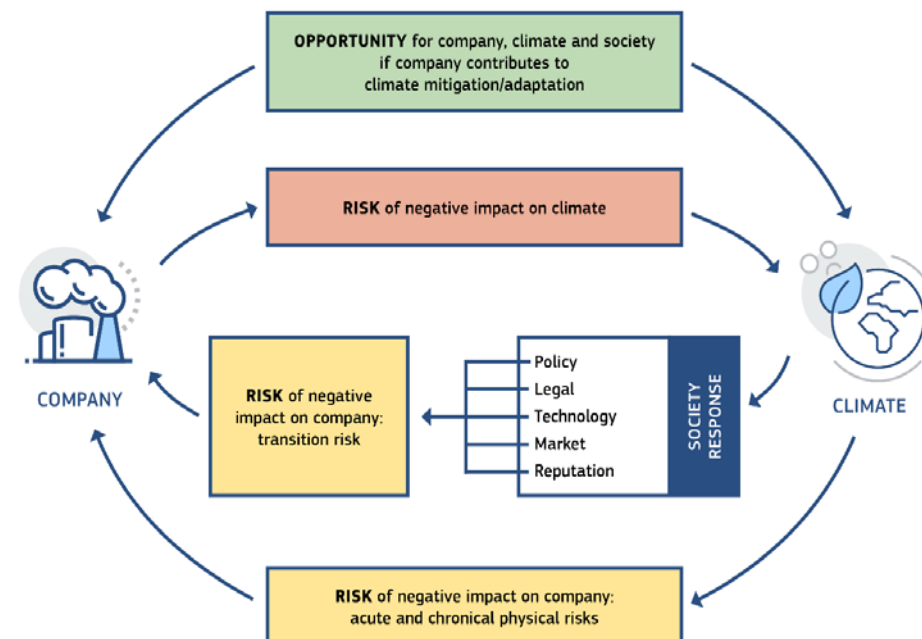 OPPORTUNITY for company, climate and society
if company contributes to
climate mitigation/adaptation
RISK of negative impact on climate
COMPANY
RISK of negative
impact on company:
transition risk
Policy
Legal
Technology
Market
Reputation
SOCIETY
RESPONSE
CLIMATE
RISK of negative impact on company:
acute and chronical physical risks